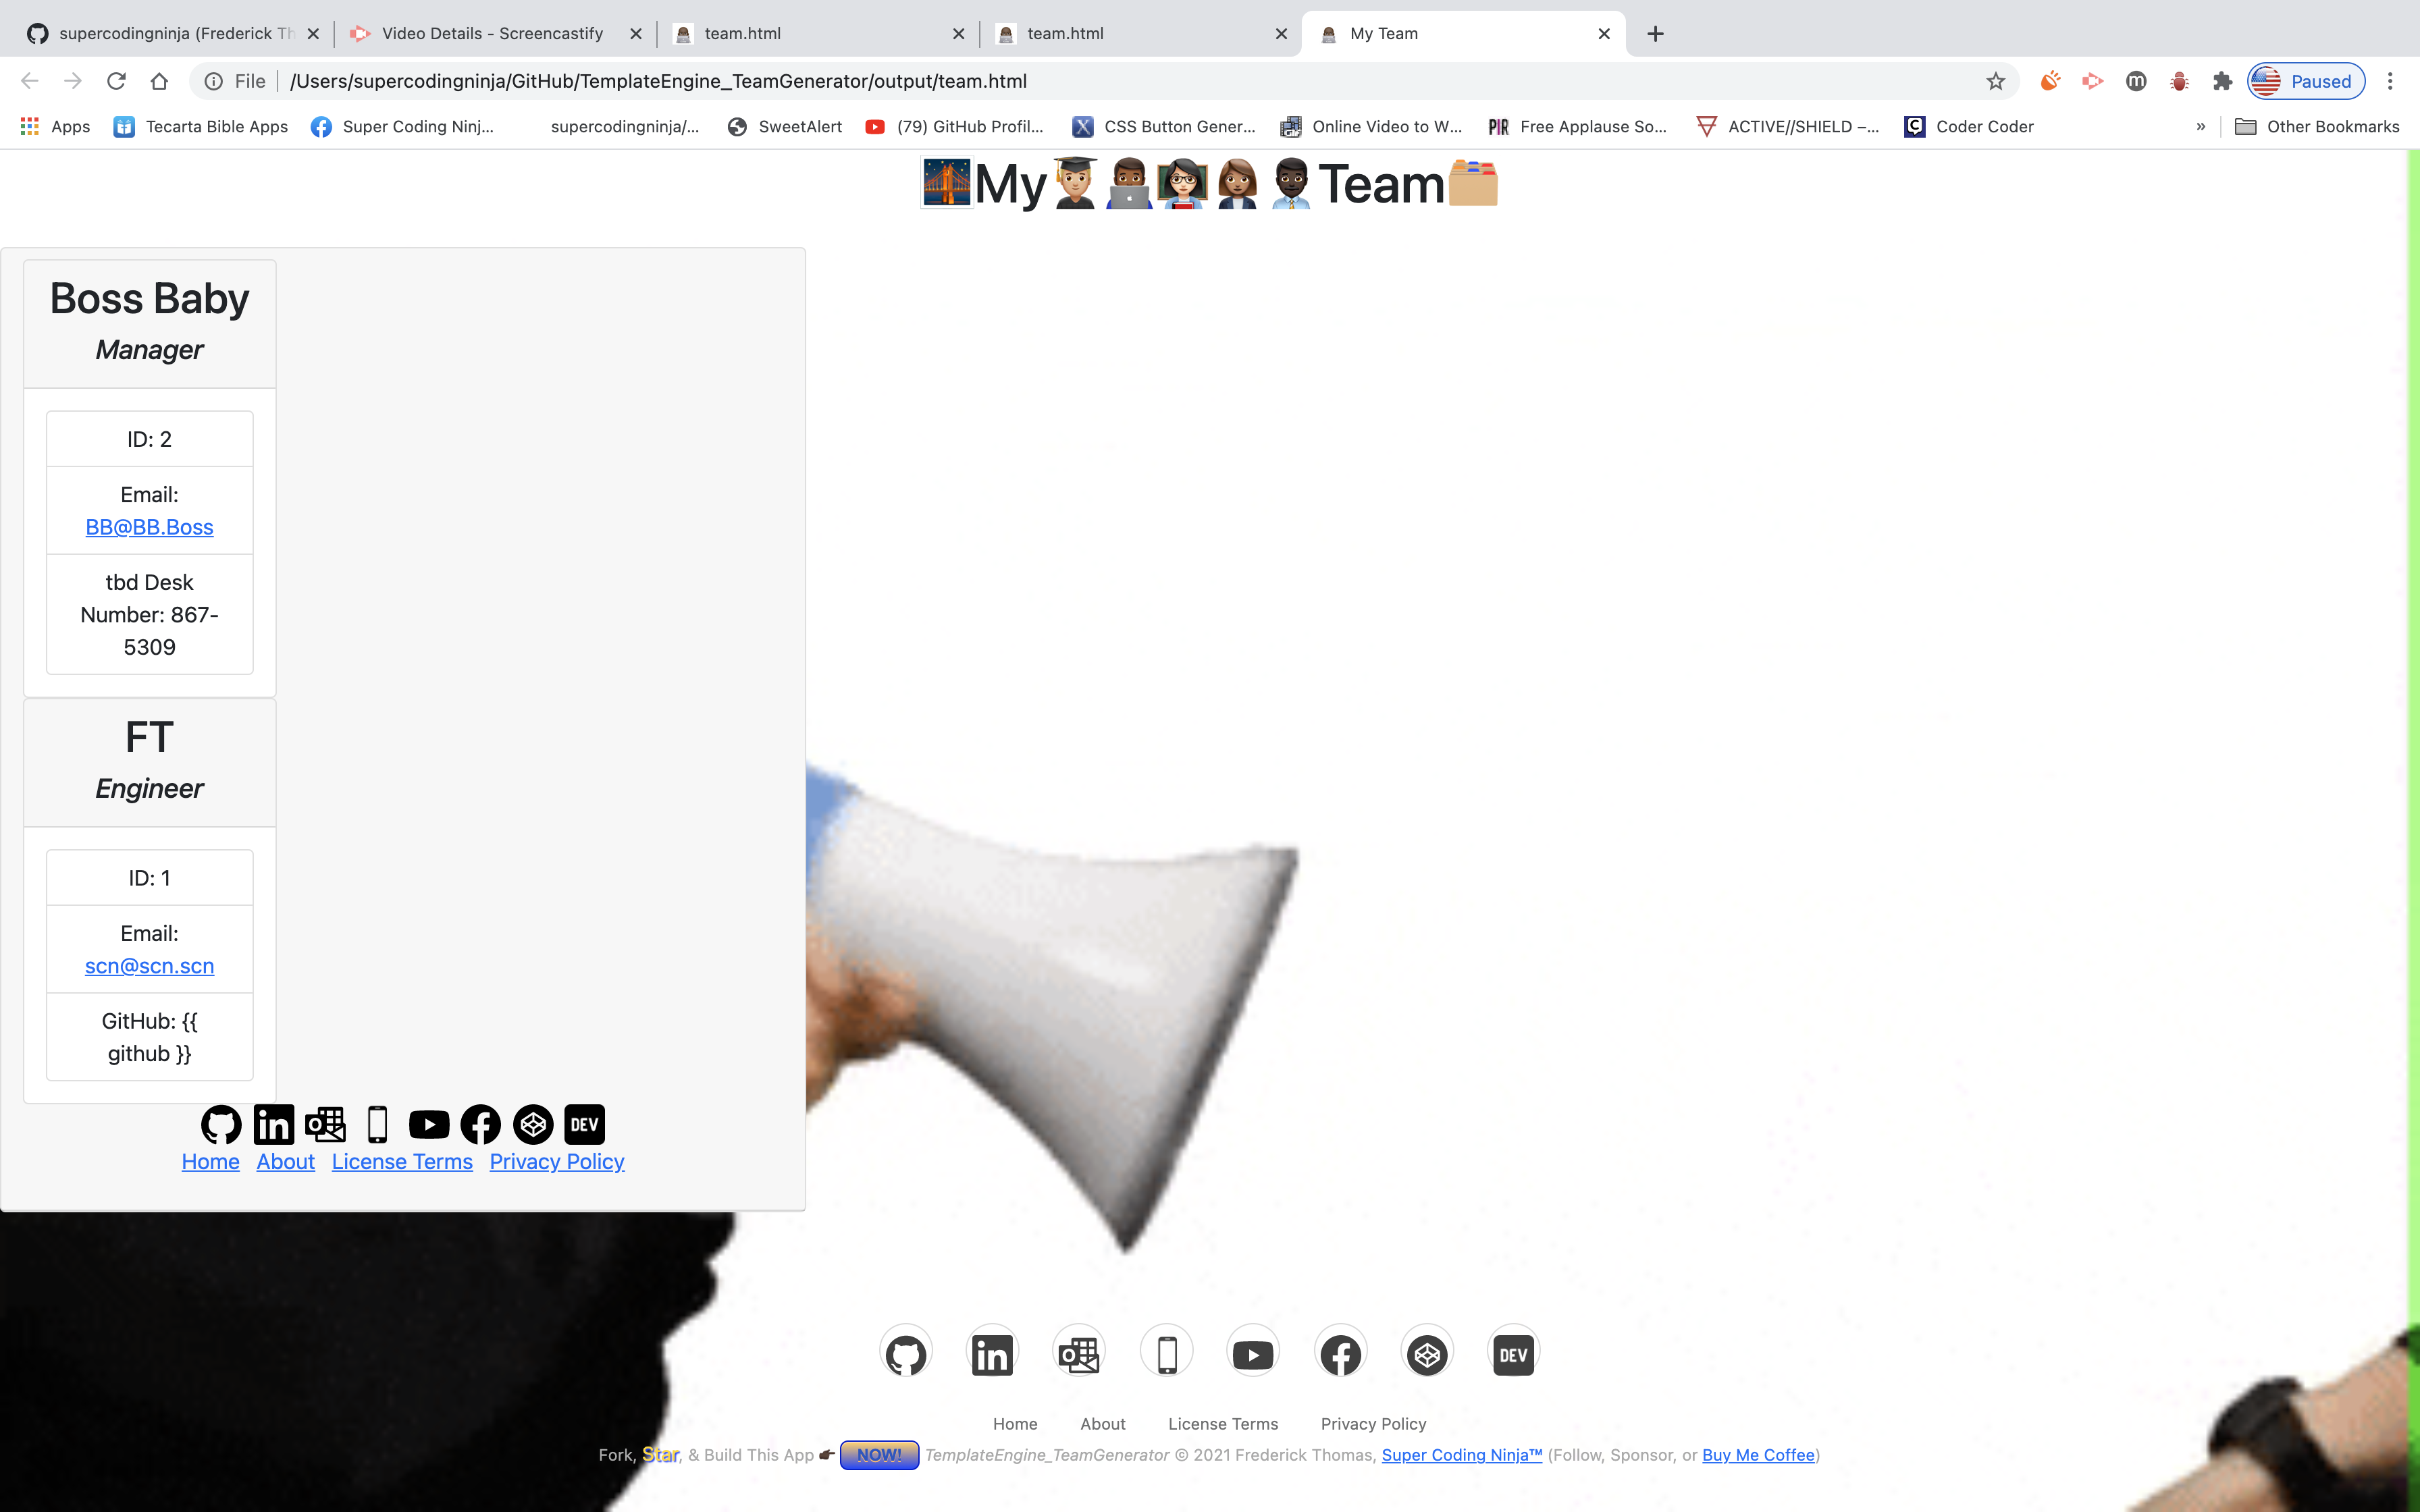 supercodingninja (Frederick Th
Video Details - Screencastify
team.html
team.html
My Team
File
/Users/supercodingninja/GitHub/TemplateEngine_TeamGenerator/output/team.html
Paused
Apps
Tecarta Bible Apps
Super Coding Ninj...
supercodingninja/...
SweetAlert
(79) GitHub Profil...
CSS Button Gener...
Online Video to W...
PIR
Free Applause So...
ACTIVE//SHIELD –...
Coder Coder
»
Other Bookmarks
My Team
Boss Baby
Manager
ID: 2
Email:
BB@BB.Boss
tbd Desk
Number: 867-
5309
FT
Engineer
ID: 1
Email:
scn@scn.scn
GitHub: {{
github }}
in DEV
Home About License Terms Privacy Policy
in DEV
Home About License Terms Privacy Policy
Fork, Star, & Build This App NOW! TemplateEngine_TeamGenerator © 2021 Frederick Thomas, Super Coding Ninja™ (Follow, Sponsor, or Buy Me Coffee)